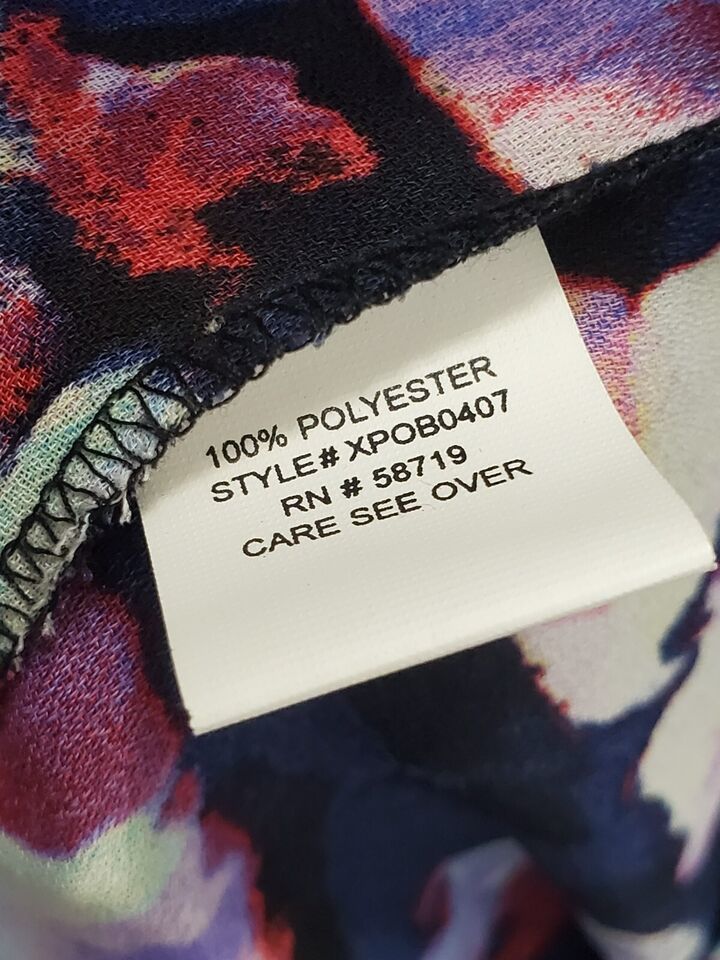 100% POLYESTER
STYLE# XPOB0407
RN # 58719
CARE SEE OVER